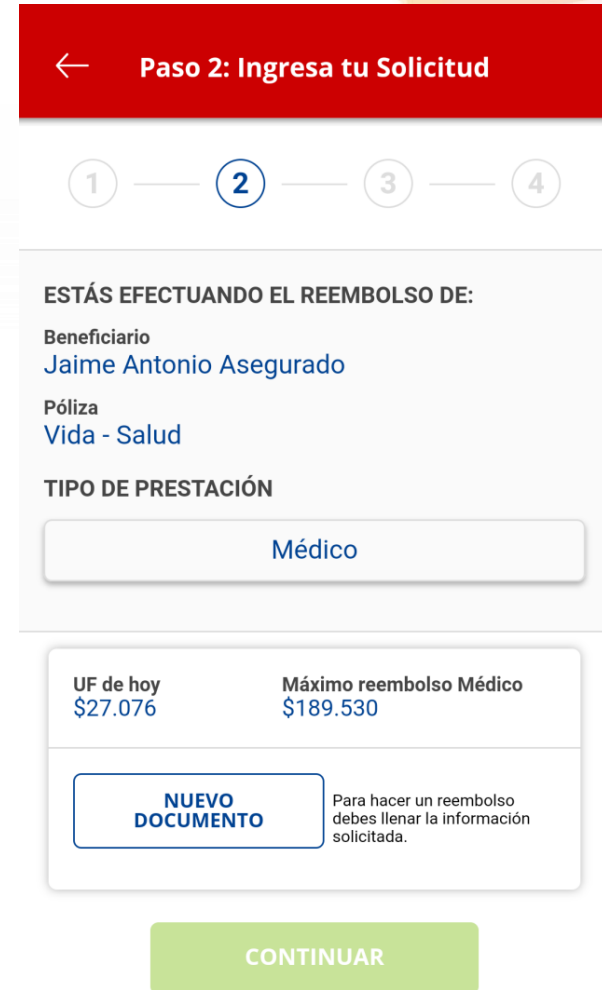 Paso 2: Ingresa tu Solicitud
1 2 3 4
ESTÁS EFECTUANDO EL REEMBOLSO DE:
Beneficiario
Jaime Antonio Asegurado
Póliza
Vida - Salud
TIPO DE PRESTACIÓN
Médico
UF de hoy
$27.076
Máximo reembolso Médico
$189.530
NUEVO
DOCUMENTO
Para hacer un reembolso
debes llenar la información
solicitada.
CONTINUAR